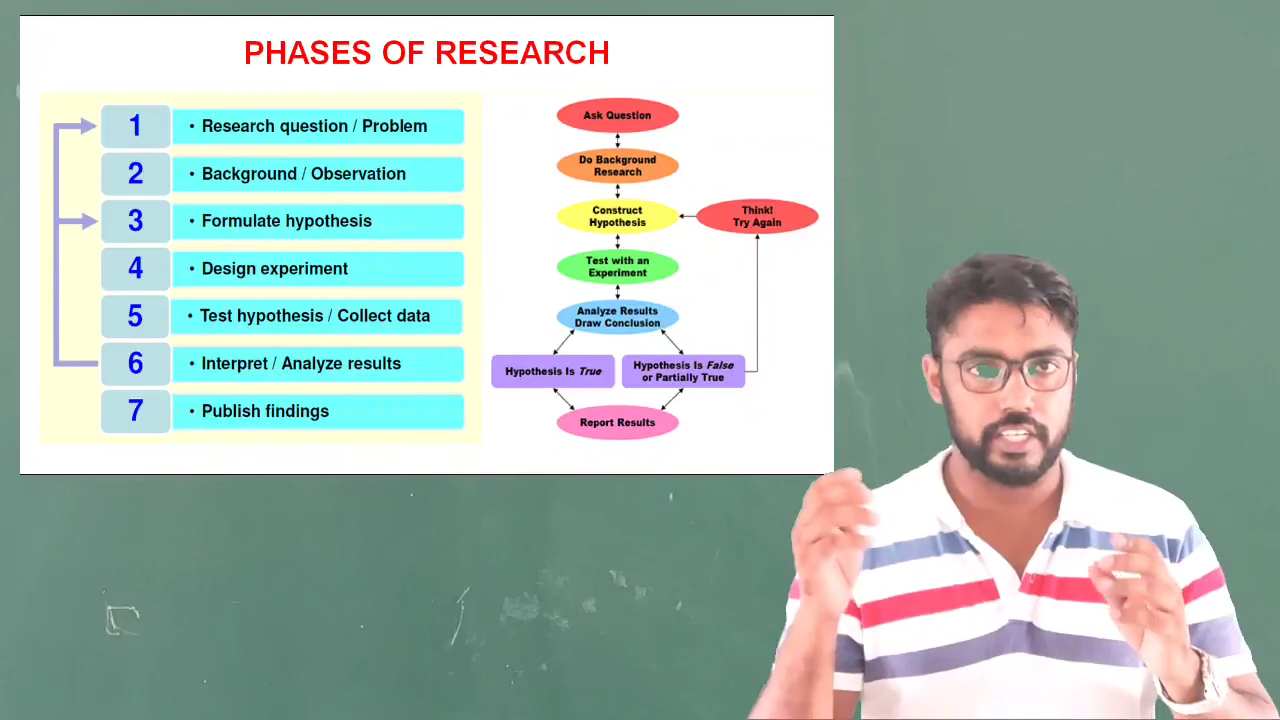 PHASES OF RESEARCH
1
• Research question / Problem
2
• Background / Observation
3
• Formulate hypothesis
4
• Design experiment
5
• Test hypothesis / Collect data
6
• Interpret / Analyze results
7
• Publish findings
Ask Question
Do Background
Research
Construct
Hypothesis
Think!
Try Again
Test with an
Experiment
Analyze Results
Draw Conclusion
Hypothesis Is True
Hypothesis Is False
or Partially True
Report Results